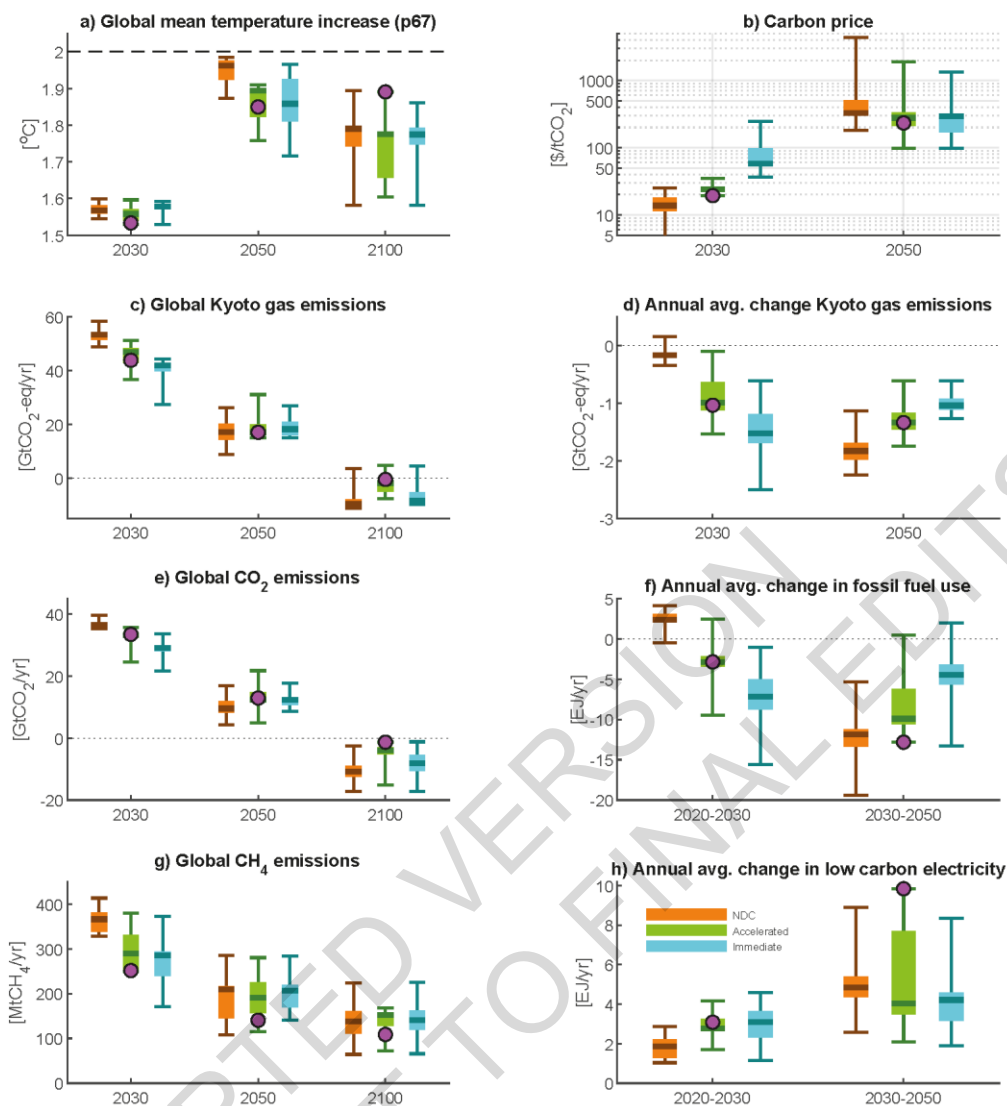 a) Global mean temperature increase (p67)
[ºC]
2
1.9
1.8
1.7
1.6
1.5
2030 2050 2100
b) Carbon price
[$/tCO2]
1000
500
100
50
10
5
2030 2050
c) Global Kyoto gas emissions
[GtCO2-eq/yr]
60
40
20
0
2030 2050 2100
d) Annual avg. change Kyoto gas emissions
[GtCO2-eq/yr]
0
-1
-2
-3
2030 2050
e) Global CO2 emissions
[GtCO2/yr]
40
20
0
-20
2030 2050 2100
f) Annual avg. change in fossil fuel use
[EJ/yr]
5
0
-5
-10
-15
-20
2020-2030 2030-2050
g) Global CH4 emissions
[MtCH4/yr]
400
300
200
100
0
2030 2050 2100
h) Annual avg. change in low carbon electricity
[EJ/yr]
10
8
6
4
2
0
NDC
Accelerated
Immediate
2020-2030 2030-2050
VERSION
TO FINAL